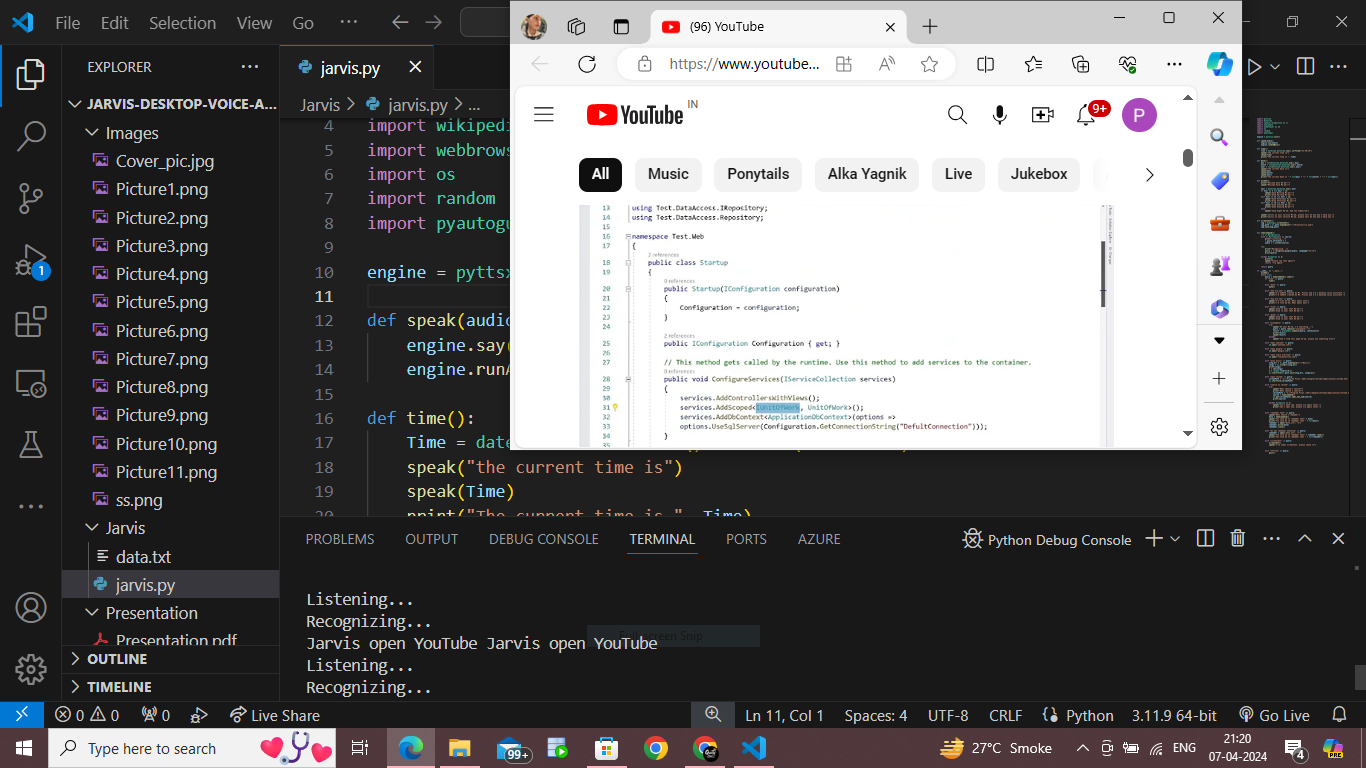 File Edit Selection View Go ...
(96) YouTube
https://www.youtube...
EXPLORER
jarvis.py
JARVIS-DESKTOP-VOICE-A...
Images
Cover_pic.jpg
Picture1.png
Picture2.png
Picture3.png
Picture4.png
Picture5.png
Picture6.png
Picture7.png
Picture8.png
Picture9.png
Picture10.png
Picture11.png
ss.png
Jarvis
data.txt
jarvis.py
Presentation
Presentation.pdf
OUTLINE
TIMELINE
1
Jarvis > jarvis.py > ...
4 import wikipedi
5 import webbrows
6 import os
7 import random
8 import pyautogu
9
10 engine = pyttsx
11
12 def speak(audio
13 engine.say(
14 engine.runA
15
16 def time():
17 Time = date
18 speak("the current time is")
19 speak(Time)
20 print("The current time is ", Time)
YouTube IN
9+
P
All Music Ponytails Alka Yagnik Live Jukebox
13 using Test.DataAccess.IRepository;
14 using Test.DataAccess.Repository;
15
16 namespace Test.Web
17 {
2 references
18 public class Startup
19 {
0 references
20 public Startup(IConfiguration configuration)
21 {
22 Configuration = configuration;
23 }
24
2 references
25 public IConfiguration Configuration { get; }
26
27 // This method gets called by the runtime. Use this method to add services to the container.
0 references
28 public void ConfigureServices(IServiceCollection services)
29 {
30 services.AddControllersWithViews();
31 services.AddScoped<IUnitOfWork, UnitOfWork>();
32 services.AddDbContext<ApplicationDbContext>(options =>
33 options.UseSqlServer(Configuration.GetConnectionString("DefultConnection")));
34 }
35
PROBLEMS OUTPUT DEBUG CONSOLE TERMINAL PORTS AZURE
Python Debug Console
Listening...
Recognizing...
Jarvis open YouTube Jarvis open YouTube
Listening...
Recognizing...
Full-screen Snip
0 0 0 Live Share
Ln 11, Col 1 Spaces: 4 UTF-8 CRLF Python 3.11.9 64-bit Go Live
Type here to search
99+
27°C Smoke
ENG
21:20
07-04-2024
4
PRE